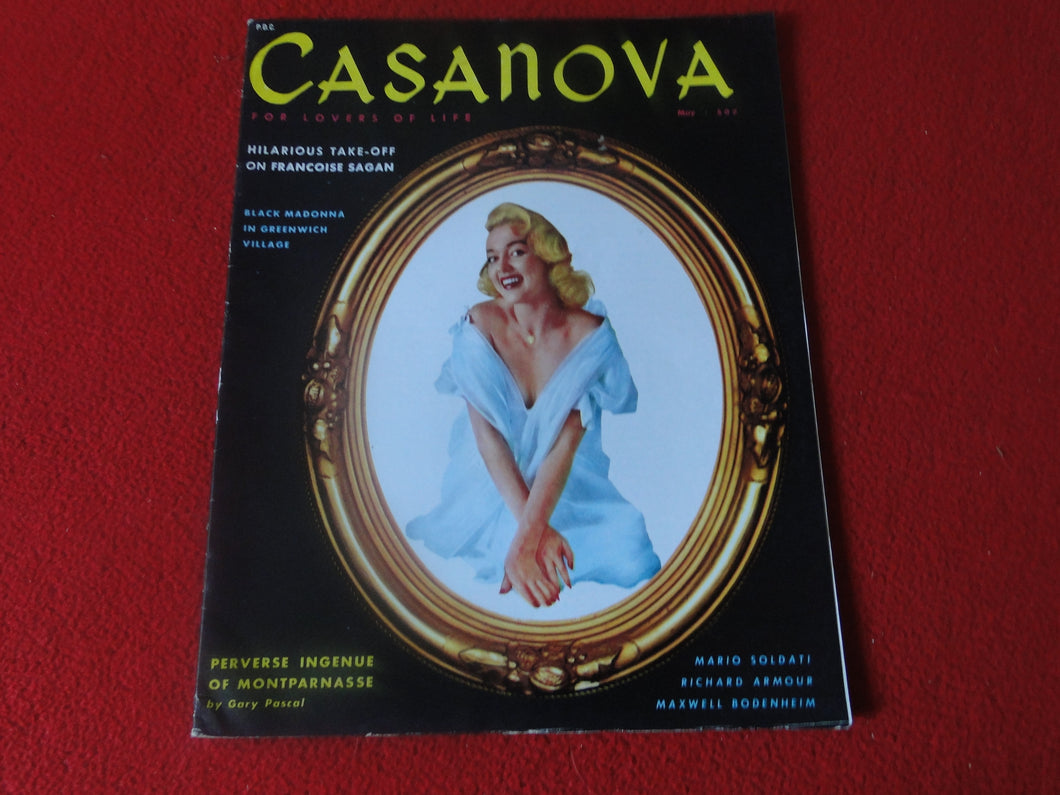 P.D.C.
CASANOVA
FOR LOVERS OF LIFE
May
HILARIOUS TAKE-OFF
ON FRANCOISE SAGAN
BLACK MADONNA
IN GREENWICH
VILLAGE
PERVERSE INGENUE
OF MONTPARNASSE
by Gary Pascal
MARIO SOLDATI
RICHARD ARMOUR
MAXWELL BODENHEIM